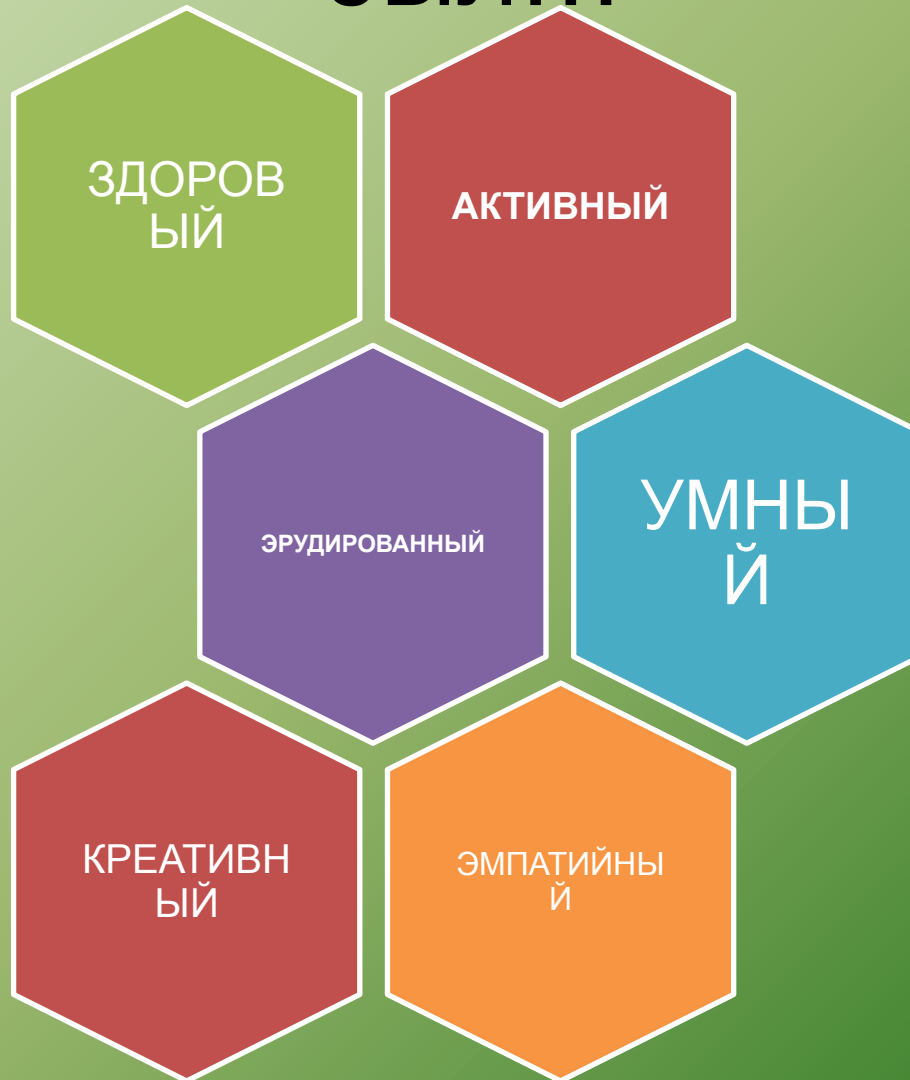 ЗДОРОВ
ЫЙ
АКТИВНЫЙ
ЭРУДИРОВАННЫЙ
УМНЫ
Й
КРЕАТИВН
ЫЙ
ЭМПАТИЙНЫ
Й